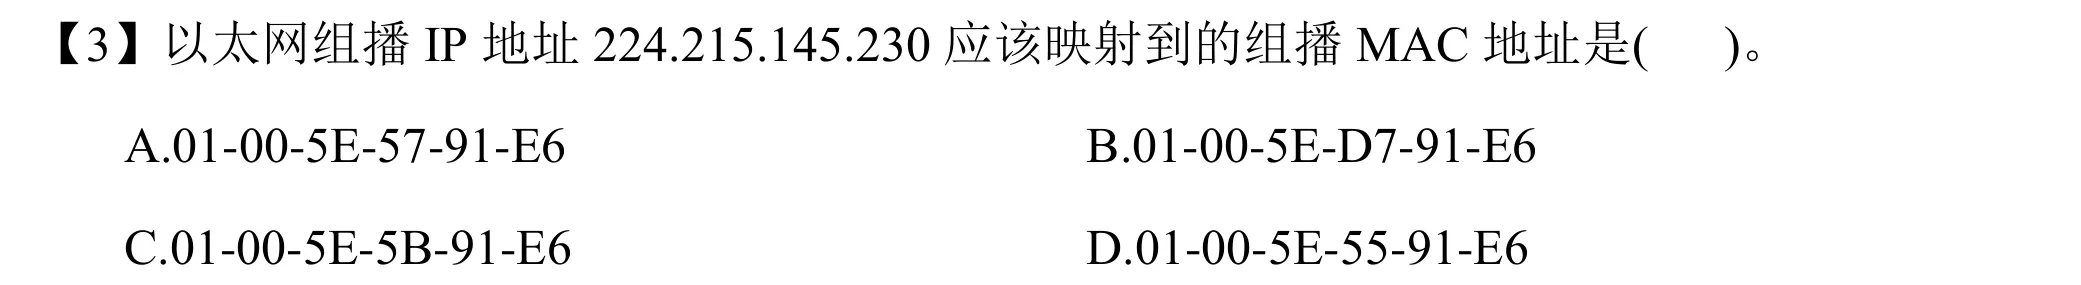 【3】以太网组播 IP 地址 224.215.145.230 应该映射到的组播 MAC 地址是( )。
A.01-00-5E-57-91-E6 B.01-00-5E-D7-91-E6
C.01-00-5E-5B-91-E6 D.01-00-5E-55-91-E6